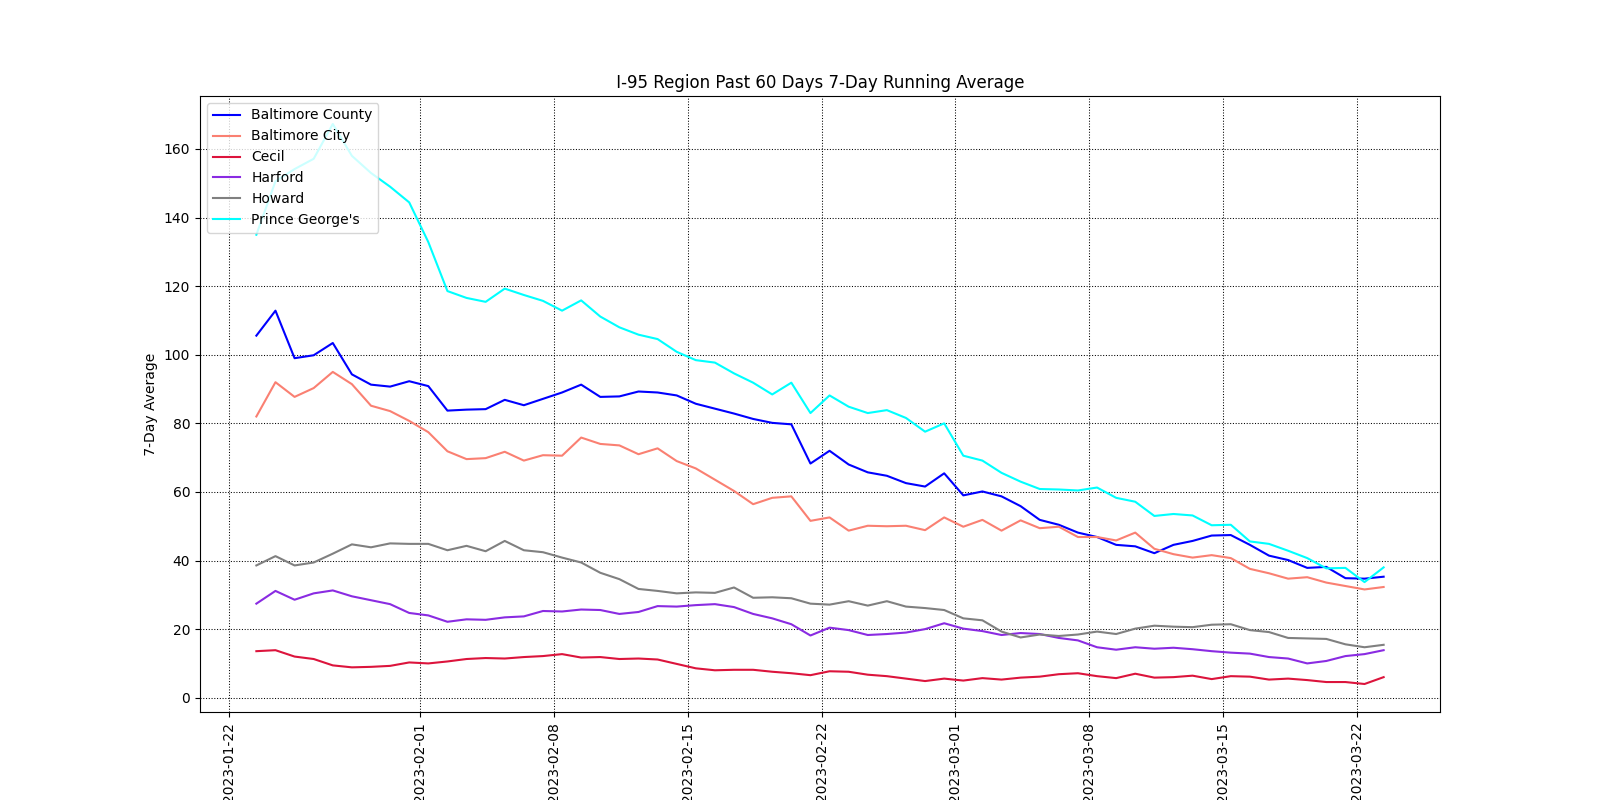 I-95 Region Past 60 Days 7-Day Running Average
Baltimore County
Baltimore City
Cecil
Harford
Howard
Prince George's
7-Day Average
160
140
120
100
80
60
40
20
0
2023-01-22
2023-02-01
2023-02-08
2023-02-15
2023-02-22
2023-03-01
2023-03-08
2023-03-15
2023-03-22